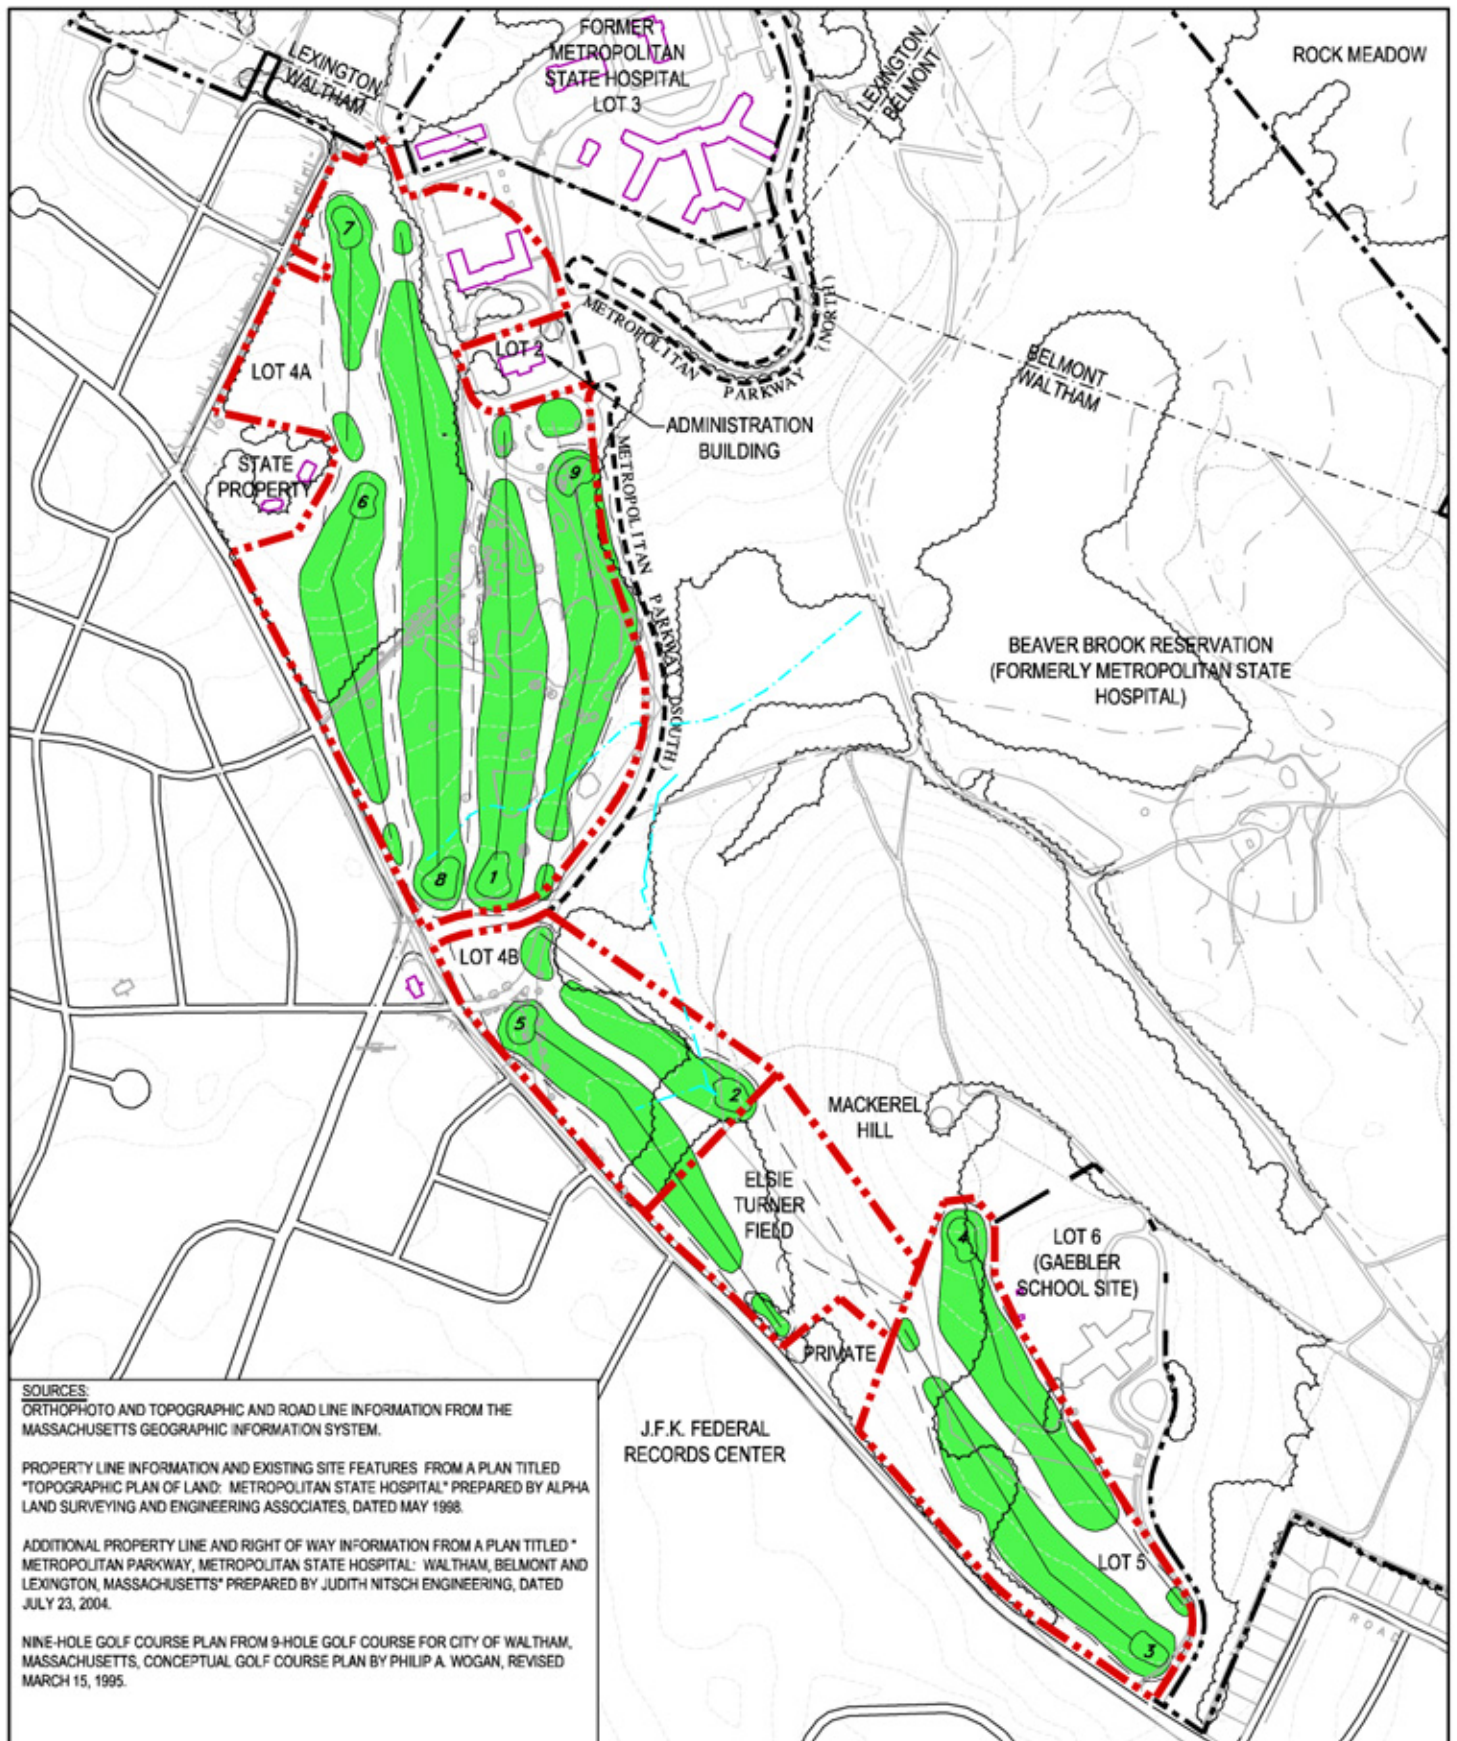 LEXINGTON
WALTHAM
FORMER
METROPOLITAN
STATE HOSPITAL
LOT 3
LEXINGTON
BELMONT
ROCK MEADOW
7
METROPOLITAN
PARKWAY
(NORTH)
LOT 2
BELMONT
WALTHAM
LOT 4A
ADMINISTRATION
BUILDING
STATE
PROPERTY
9
6
METROPOLITAN
PARKWAY
(SOUTH)
BEAVER BROOK RESERVATION
(FORMERLY METROPOLITAN STATE
HOSPITAL)
8
1
LOT 4B
5
2
MACKEREL
HILL
ELSIE
TURNER
FIELD
4
LOT 6
(GAEBLER
SCHOOL SITE)
PRIVATE
J.F.K. FEDERAL
RECORDS CENTER
LOT 5
3
ROAD
SOURCES:
ORTHOPHOTO AND TOPOGRAPHIC AND ROAD LINE INFORMATION FROM THE
MASSACHUSETTS GEOGRAPHIC INFORMATION SYSTEM.
PROPERTY LINE INFORMATION AND EXISTING SITE FEATURES FROM A PLAN TITLED
"TOPOGRAPHIC PLAN OF LAND: METROPOLITAN STATE HOSPITAL" PREPARED BY ALPHA
LAND SURVEYING AND ENGINEERING ASSOCIATES, DATED MAY 1998.
ADDITIONAL PROPERTY LINE AND RIGHT OF WAY INFORMATION FROM A PLAN TITLED "
METROPOLITAN PARKWAY, METROPOLITAN STATE HOSPITAL: WALTHAM, BELMONT AND
LEXINGTON, MASSACHUSETTS" PREPARED BY JUDITH NITSCH ENGINEERING, DATED
JULY 23, 2004.
NINE-HOLE GOLF COURSE PLAN FROM 9-HOLE GOLF COURSE FOR CITY OF WALTHAM,
MASSACHUSETTS, CONCEPTUAL GOLF COURSE PLAN BY PHILIP A. WOGAN, REVISED
MARCH 15, 1995.